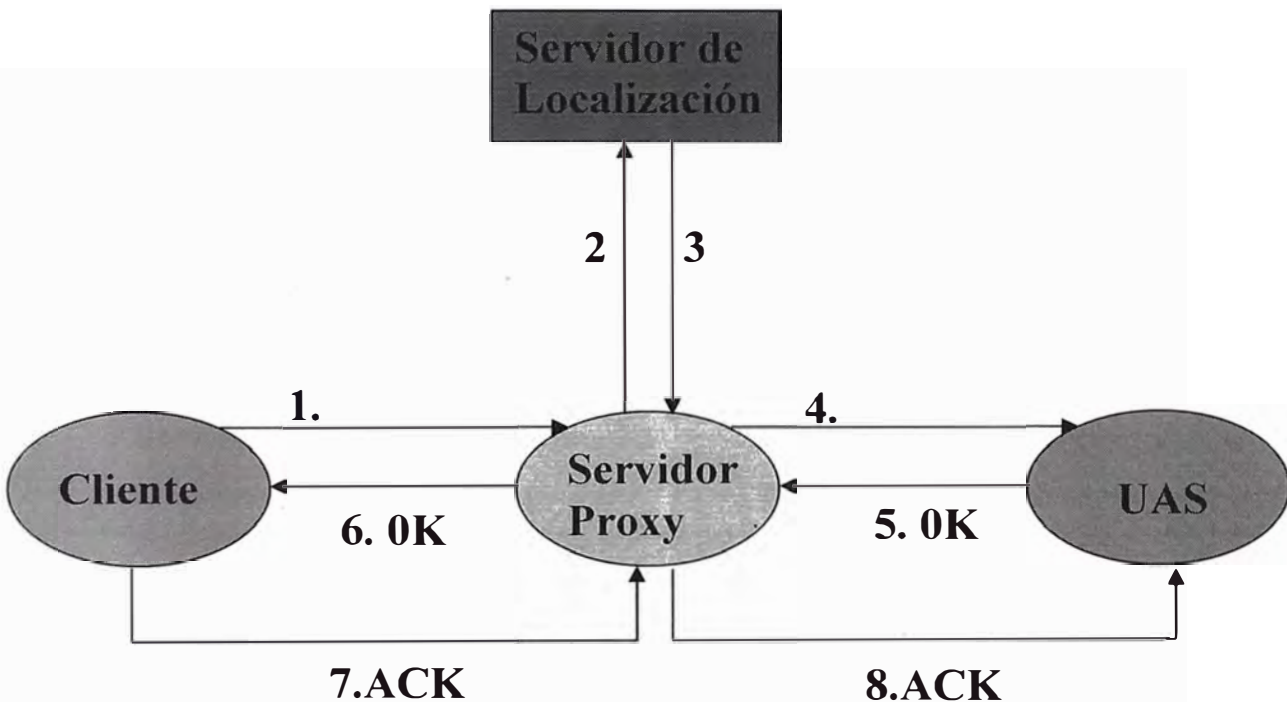 Servidor de
Localización
2
3
1.
4.
Cliente
Servidor
Proxy
UAS
6. 0K
5. 0K
7.ACK
8.ACK